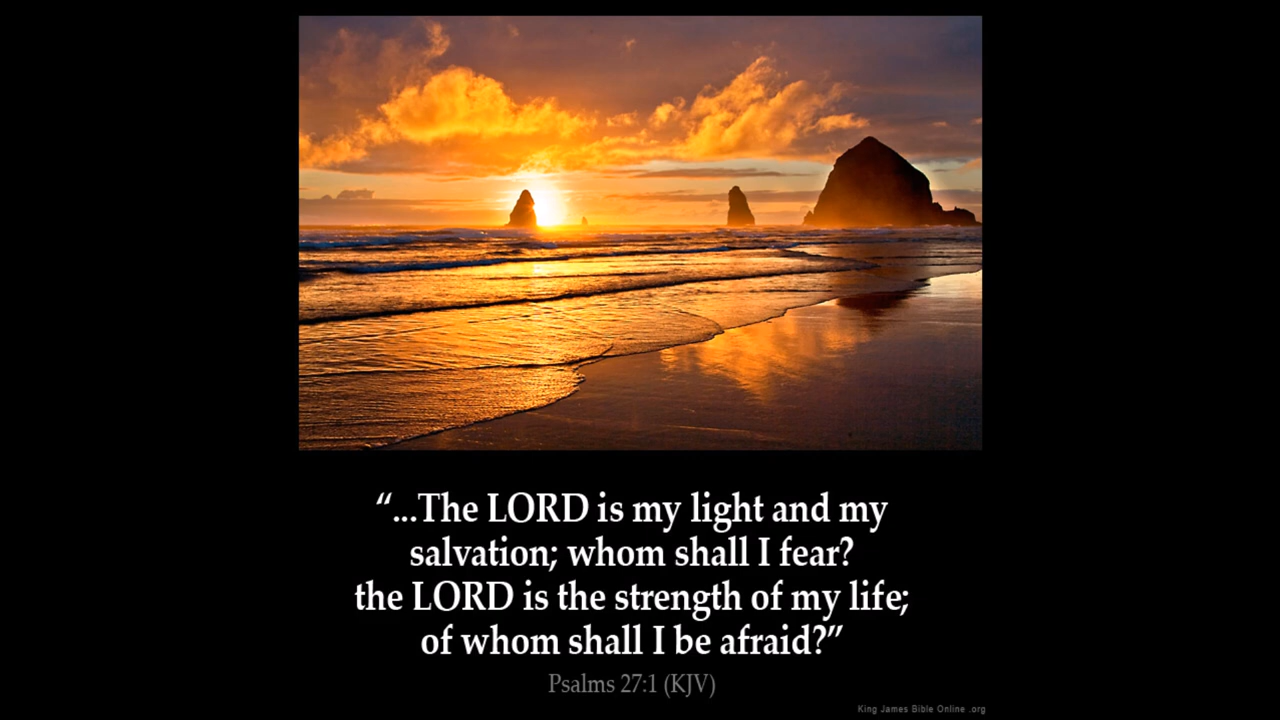 “...The LORD is my light and my
salvation; whom shall I fear?
the LORD is the strength of my life;
of whom shall I be afraid?”
Psalms 27:1 (KJV)
King James Bible Online .org